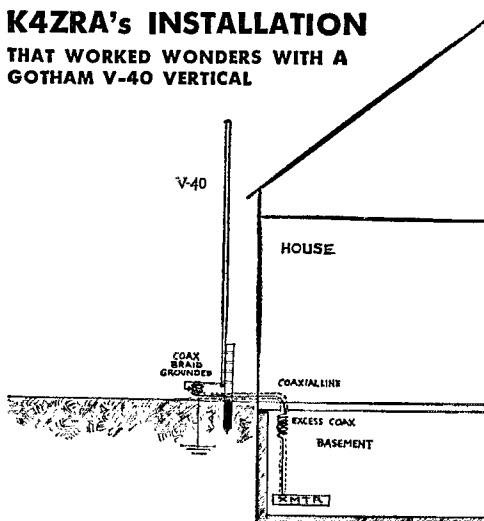 K4ZRA's INSTALLATION
THAT WORKED WONDERS WITH A
GOTHAM V-40 VERTICAL
V-40
HOUSE
COAX
BRAID
GROUNDED
COAXIAL LINE
EXCESS COAX
BASEMENT
XMTR